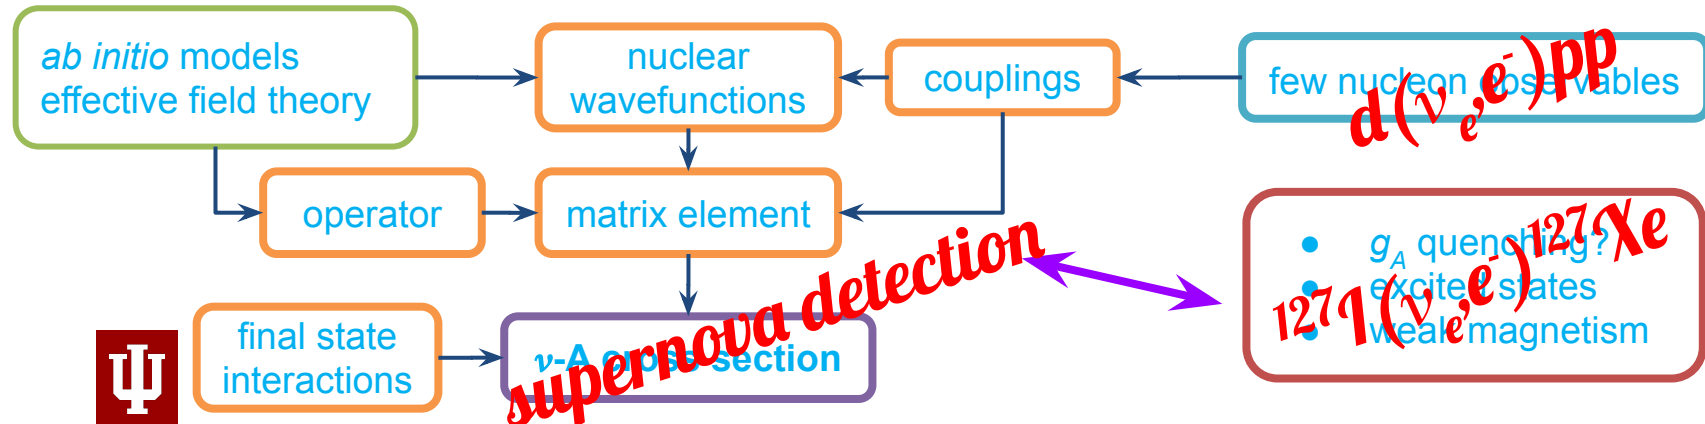 ab initio models
effective field theory
nuclear
wavefunctions
couplings
few nucleon observables
d(νe,e-)pp
operator
matrix element
• gA quenching?
• excited states
• weak magnetism
127I(νe,e-)127Xe
final state
interactions
ν-A cross section
supernova detection